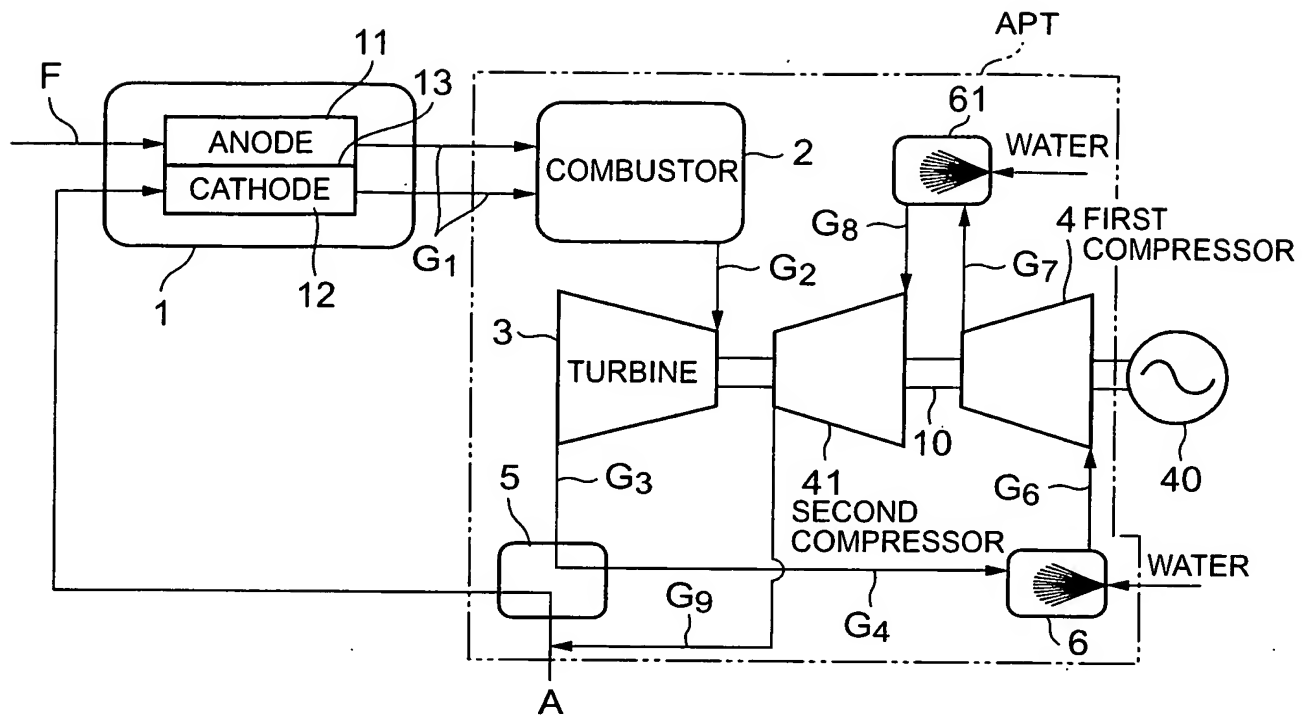 APT
F
11
13
61
ANODE
CATHODE
COMBUSTOR
2
WATER
G1
G8
G7
4 FIRST
COMPRESSOR
12
1
G2
3
TURBINE
10
41
SECOND
COMPRESSOR
40
G3
G6
5
WATER
G9
G4
6
A